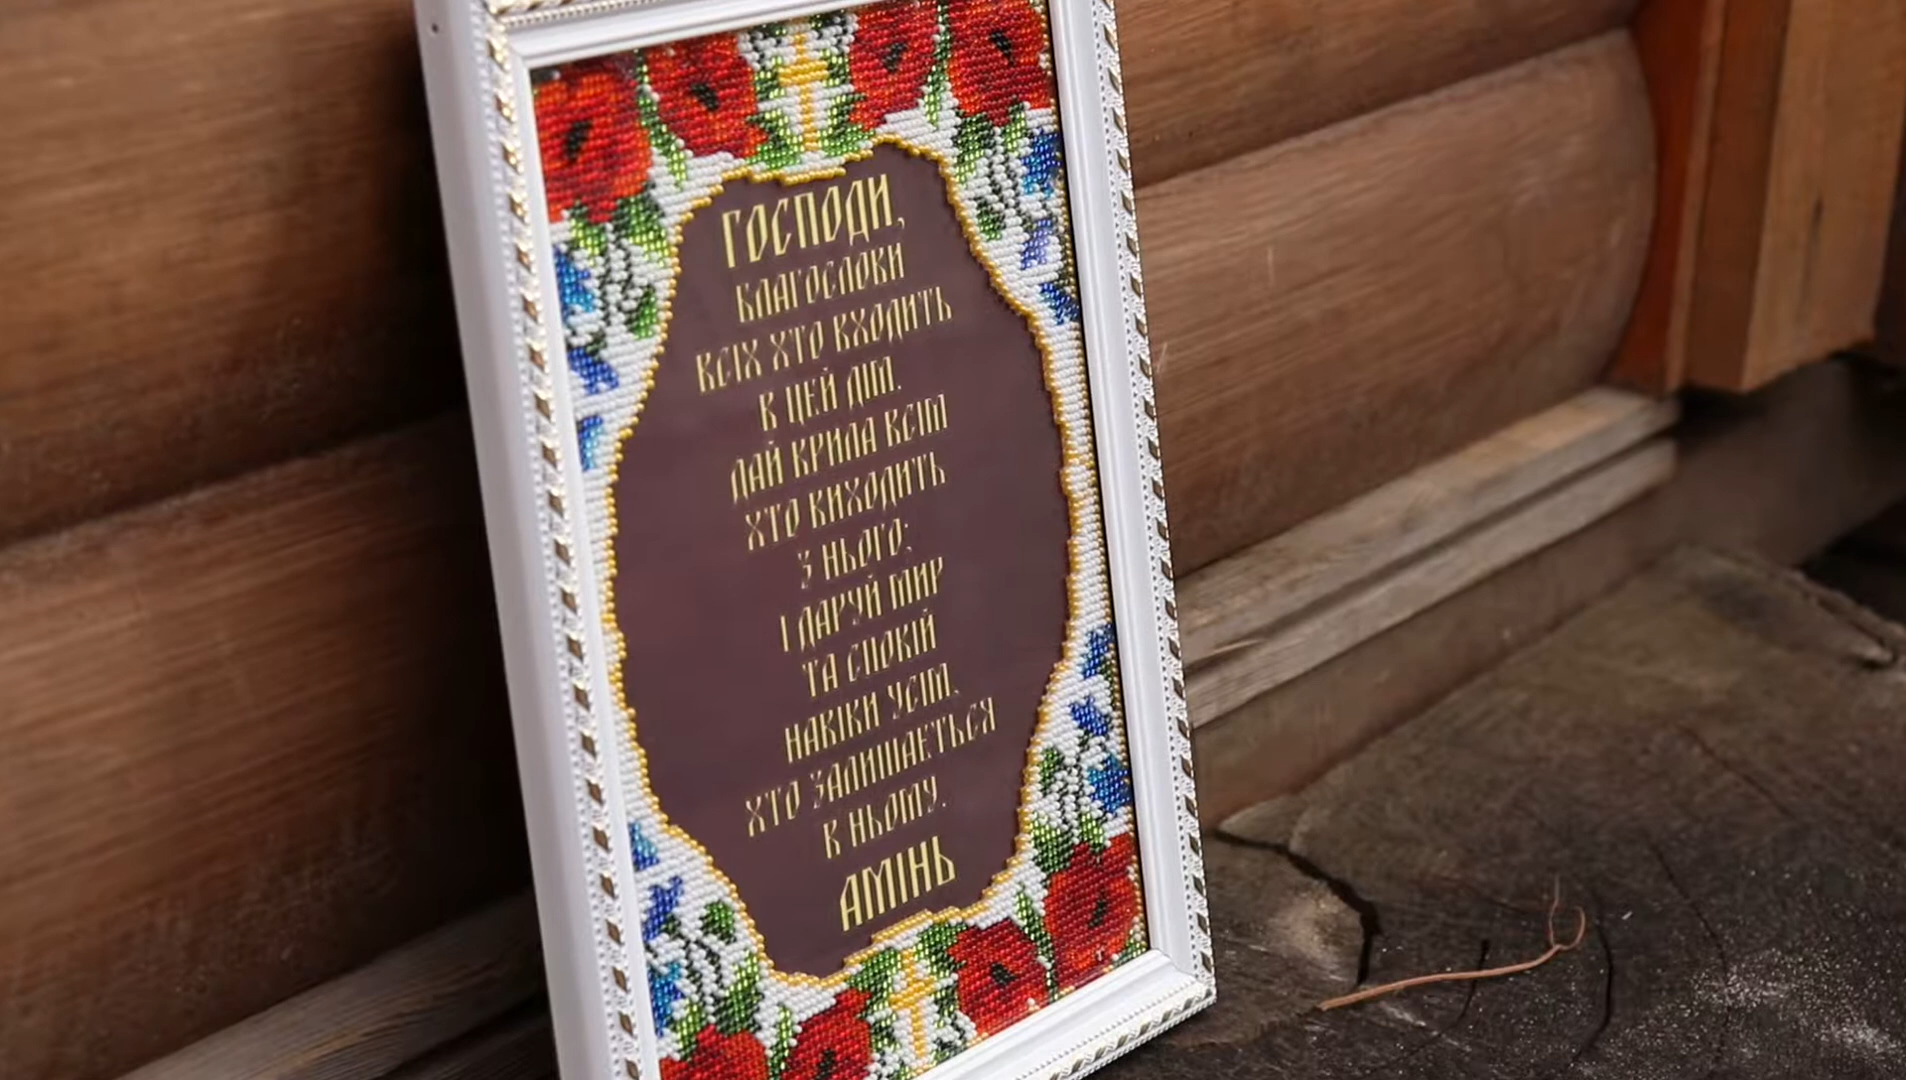 ГОСПОДИ,
БЛАГОСЛОВИ
ВСІХ ХТО ВХОДИТЬ
В ЦЕЙ ДІМ.
ДАЙ КРИЛА ВСІМ
ХТО ВИХОДИТЬ
З НЬОГО;
І ДАРУЙ МИР
ТА СПОКІЙ
НАВІКИ УСІМ,
ХТО ЗАЛИШАЄТЬСЯ
В НЬОМУ.
АМІНЬ